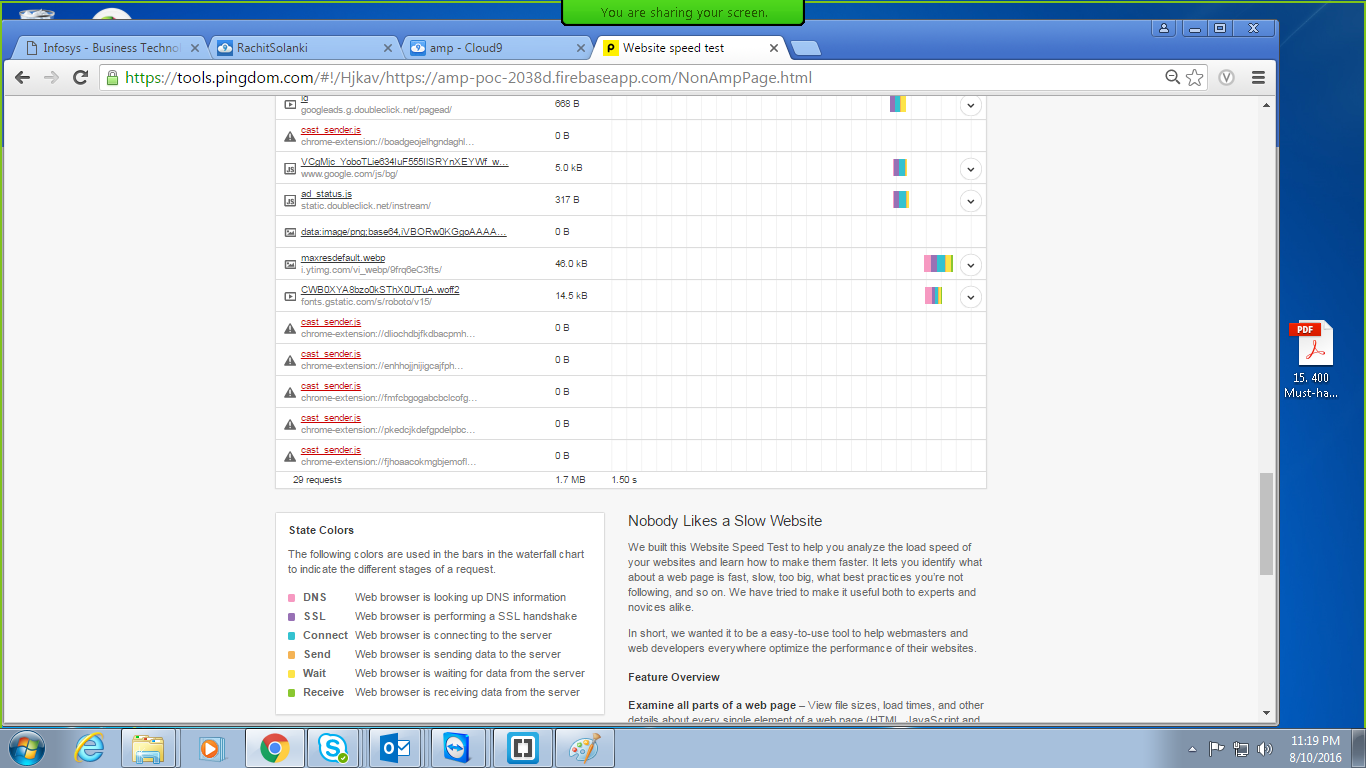 You are sharing your screen.
Infosys - Business Techno
RachitSolanki
amp - Cloud9
Website speed test
https://tools.pingdom.com/#!/Hjkav/https://amp-poc-2038d.firebaseapp.com/NonAmpPage.html
id 668 B
googleads.g.doubleclick.net/pagead/
cast_sender.js 0 B
chrome-extension://boadgeojelhgndaghl...
5.0 kB
www.google.com/js/bg/
ad_status.js 317 B
static.doubleclick.net/instream/
data:image/png;base64,iVBORw0KGgoAAAA... 0 B
maxresdefault.webp 46.0 kB
i.ytimg.com/vi_webp/9frq6eC3fts/
CWB0XYA8bzo0kSThX0UTuA.woff2 14.5 kB
fonts.gstatic.com/s/roboto/v15/
cast_sender.js 0 B
chrome-extension://dliochdbjfkdbacpmh...
cast_sender.js 0 B
chrome-extension://enhhojjnijigcajfph...
cast_sender.js 0 B
chrome-extension://fmfcbgogabcbclcofg...
cast_sender.js 0 B
chrome-extension://pkedcjkdefgpdelpbc...
cast_sender.js 0 B
chrome-extension://fjhoaacokmgbjemofl...
29 requests 1.7 MB 1.50 s
State Colors
The following colors are used in the bars in the waterfall chart
to indicate the different stages of a request.
DNS Web browser is looking up DNS information
SSL Web browser is performing a SSL handshake
Connect Web browser is connecting to the server
Send Web browser is sending data to the server
Wait Web browser is waiting for data from the server
Receive Web browser is receiving data from the server
Nobody Likes a Slow Website
We built this Website Speed Test to help you analyze the load speed of
your websites and learn how to make them faster. It lets you identify what
about a web page is fast, slow, too big, what best practices you're not
following, and so on. We have tried to make it useful both to experts and
novices alike.
In short, we wanted it to be a easy-to-use tool to help webmasters and
web developers everywhere optimize the performance of their websites.
Feature Overview
Examine all parts of a web page – View file sizes, load times, and other
details about every single element of a web page (HTML, JavaScript and
PDF
15. 400
Must-ha...
11:19 PM
8/10/2016